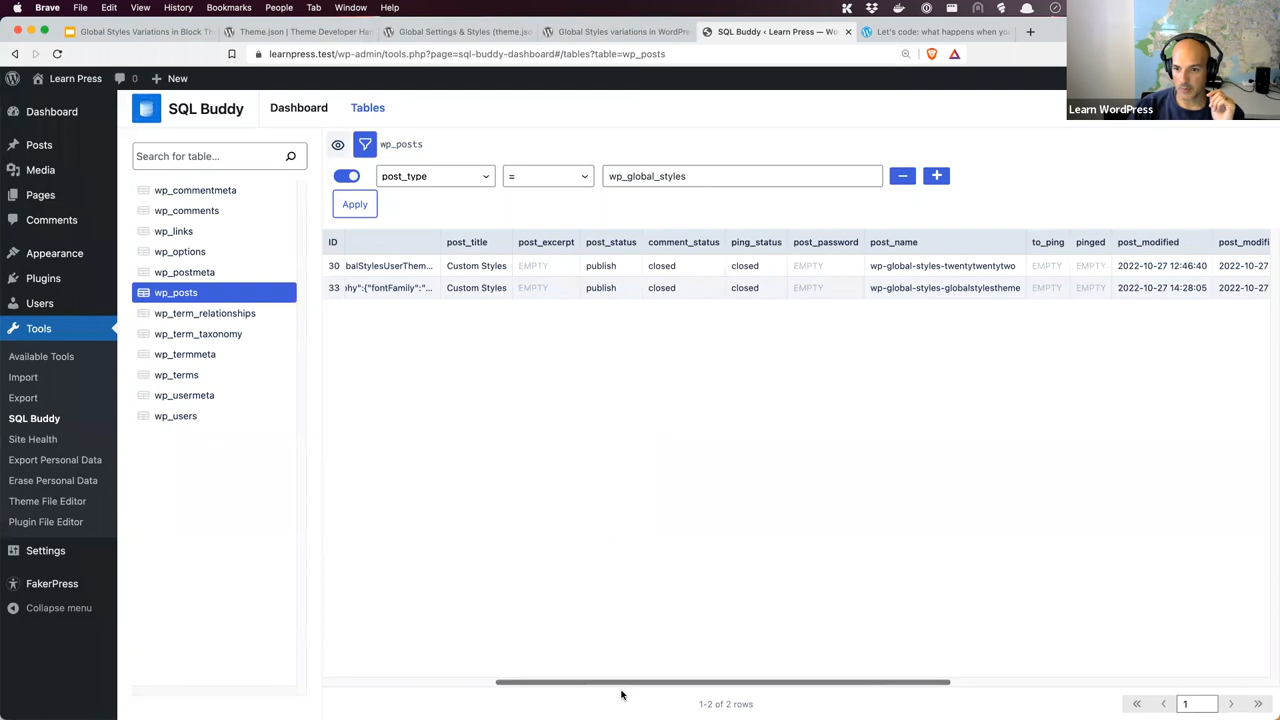 Brave File Edit View History Bookmarks People Tab Window Help
Global Styles Variations in Block Th
Theme.json | Theme Developer Han
Global Settings & Styles (theme.jso
Global Styles variations in WordPre
SQL Buddy ‹ Learn Press — Wo
Let's code: what happens when you
learnpress.test/wp-admin/tools.php?page=sql-buddy-dashboard#/tables?table=wp_posts
Learn Press 0 New
Learn WordPress
Dashboard
Posts
Media
Pages
Comments
Appearance
Plugins
Users
Tools
Available Tools
Import
Export
SQL Buddy
Site Health
Export Personal Data
Erase Personal Data
Theme File Editor
Plugin File Editor
Settings
FakerPress
Collapse menu
SQL Buddy Dashboard Tables
Search for table...
wp_commentmeta
wp_comments
wp_links
wp_options
wp_postmeta
wp_posts
wp_term_relationships
wp_term_taxonomy
wp_termmeta
wp_terms
wp_usermeta
wp_users
wp_posts
post_type = wp_global_styles
Apply
ID post_title post_excerpt post_status comment_status ping_status post_password post_name to_ping pinged post_modified post_modifi
30 balStylesUserThem... Custom Styles EMPTY publish closed closed EMPTY wp-global-styles-twentytwentytwo EMPTY EMPTY 2022-10-27 12:46:40 2022-10-27
33 phy":{"fontFamily":"... Custom Styles EMPTY publish closed closed EMPTY wp-global-styles-globalstylestheme EMPTY EMPTY 2022-10-27 14:28:05 2022-10-27
1-2 of 2 rows
1